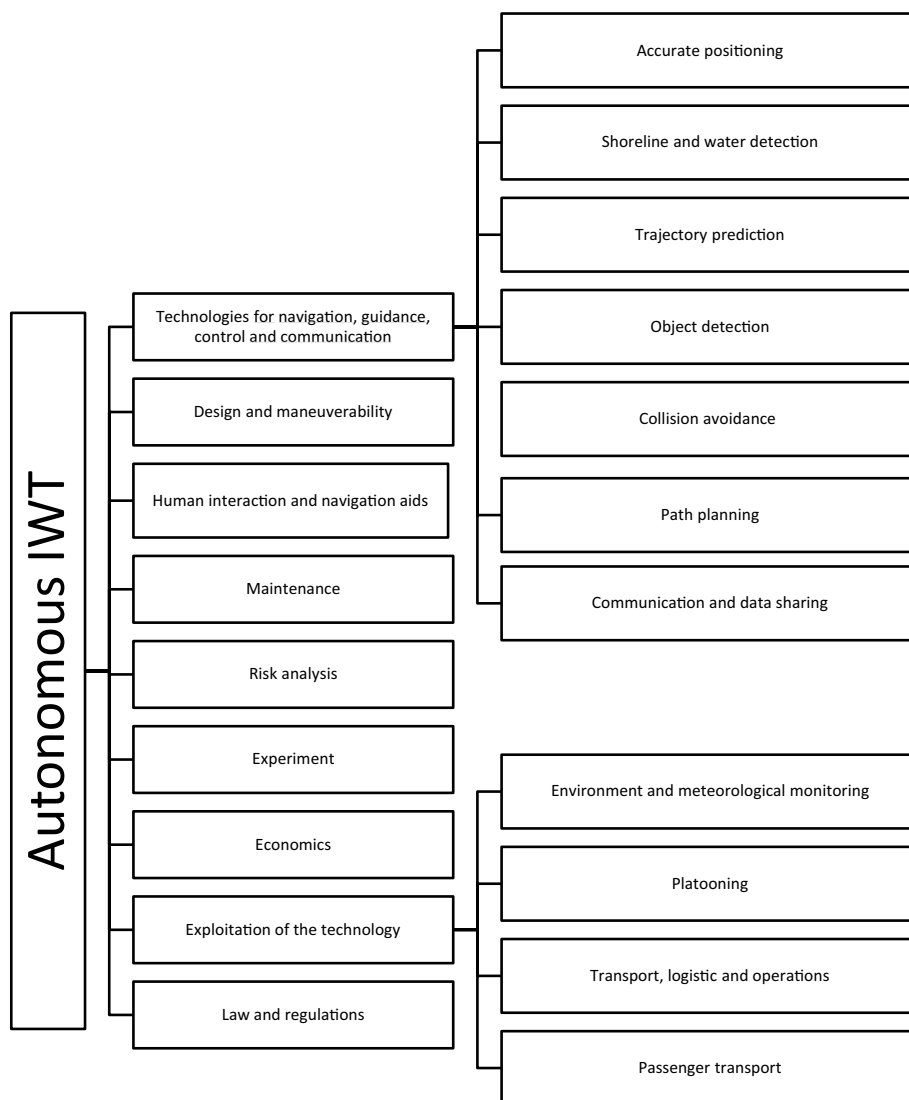 Autonomous IWT
Technologies for navigation, guidance,
control and communication
Design and maneuverability
Human interaction and navigation aids
Maintenance
Risk analysis
Experiment
Economics
Exploitation of the technology
Law and regulations
Accurate positioning
Shoreline and water detection
Trajectory prediction
Object detection
Collision avoidance
Path planning
Communication and data sharing
Environment and meteorological monitoring
Platooning
Transport, logistic and operations
Passenger transport